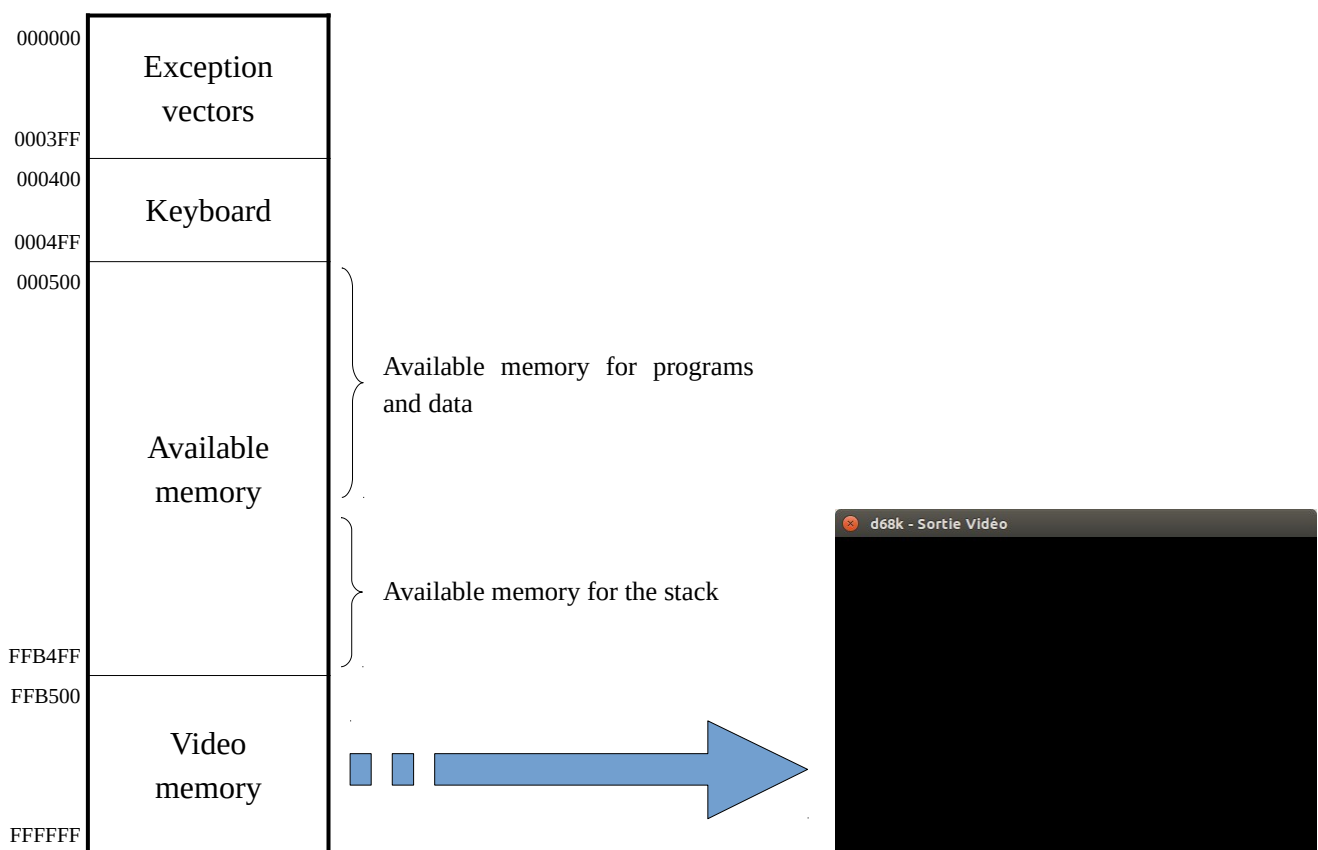 000000
Exception
vectors
0003FF
000400
Keyboard
0004FF
000500
Available memory for programs
and data
Available
memory
Available memory for the stack
FFB4FF
FFB500
Video
memory
FFFFFF
d68k - Sortie Vidéo